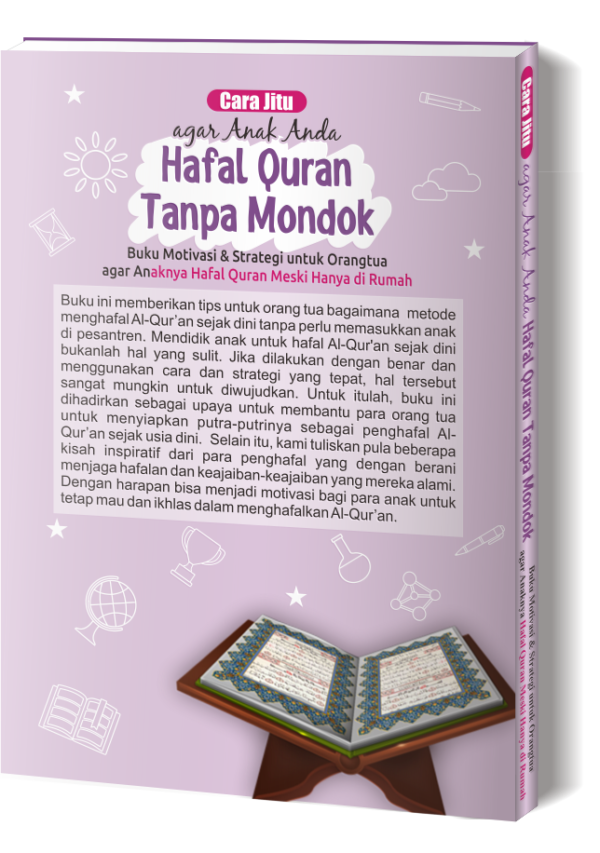 Cara Jitu
agar Anak Anda
Hafal Quran
Tanpa Mondok
Buku Motivasi & Strategi untuk Orangtua
agar Anaknya Hafal Quran Meski Hanya di Rumah
Buku ini memberikan tips untuk orang tua bagaimana metode
menghafal Al-Qur’an sejak dini tanpa perlu memasukkan anak
di pesantren. Mendidik anak untuk hafal Al-Qur'an sejak dini
bukanlah hal yang sulit. Jika dilakukan dengan benar dan
menggunakan cara dan strategi yang tepat, hal tersebut
sangat mungkin untuk diwujudkan. Untuk itulah, buku ini
dihadirkan sebagai upaya untuk membantu para orang tua
untuk menyiapkan putra-putrinya sebagai penghafal Al-
Qur’an sejak usia dini. Selain itu, kami tuliskan pula beberapa
kisah inspiratif dari para penghafal yang dengan berani
menjaga hafalan dan keajaiban-keajaiban yang mereka alami.
Dengan harapan bisa menjadi motivasi bagi para anak untuk
tetap mau dan ikhlas dalam menghafalkan Al-Qur’an.
Cara Jitu
agar Anak Anda Hafal Quran Tanpa Mondok
Buku Motivasi & Strategi untuk Orangtua
agar Anaknya Hafal Quran Meski Hanya di Rumah